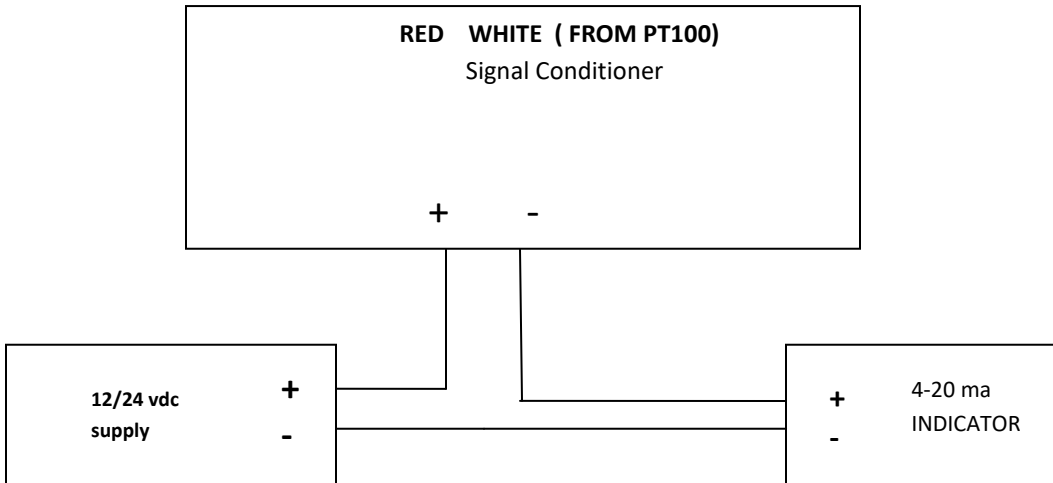 RED WHITE ( FROM PT100)
Signal Conditioner
+ -
12/24 vdc
supply
+
-
+
-
4-20 ma
INDICATOR